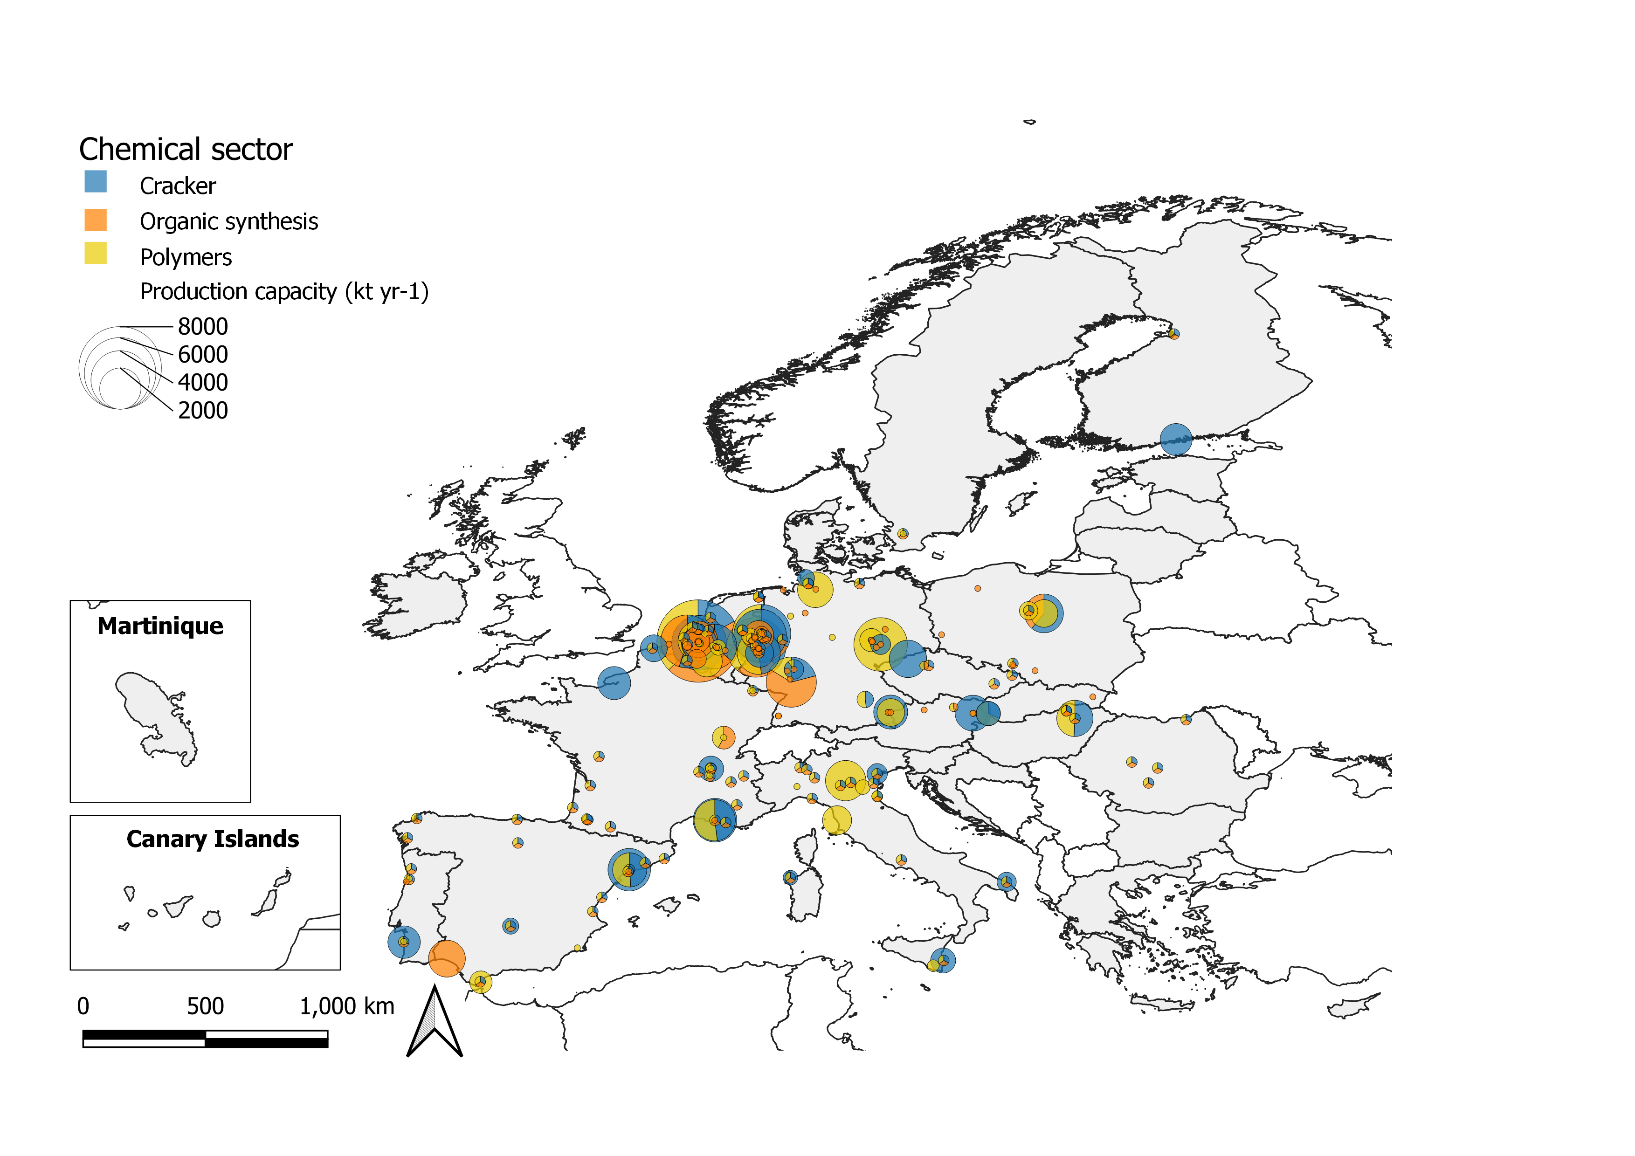 Chemical sector
Cracker
Organic synthesis
Polymers
Production capacity (kt yr-1)
8000
6000
4000
2000
Martinique
Canary Islands
0 500 1,000 km